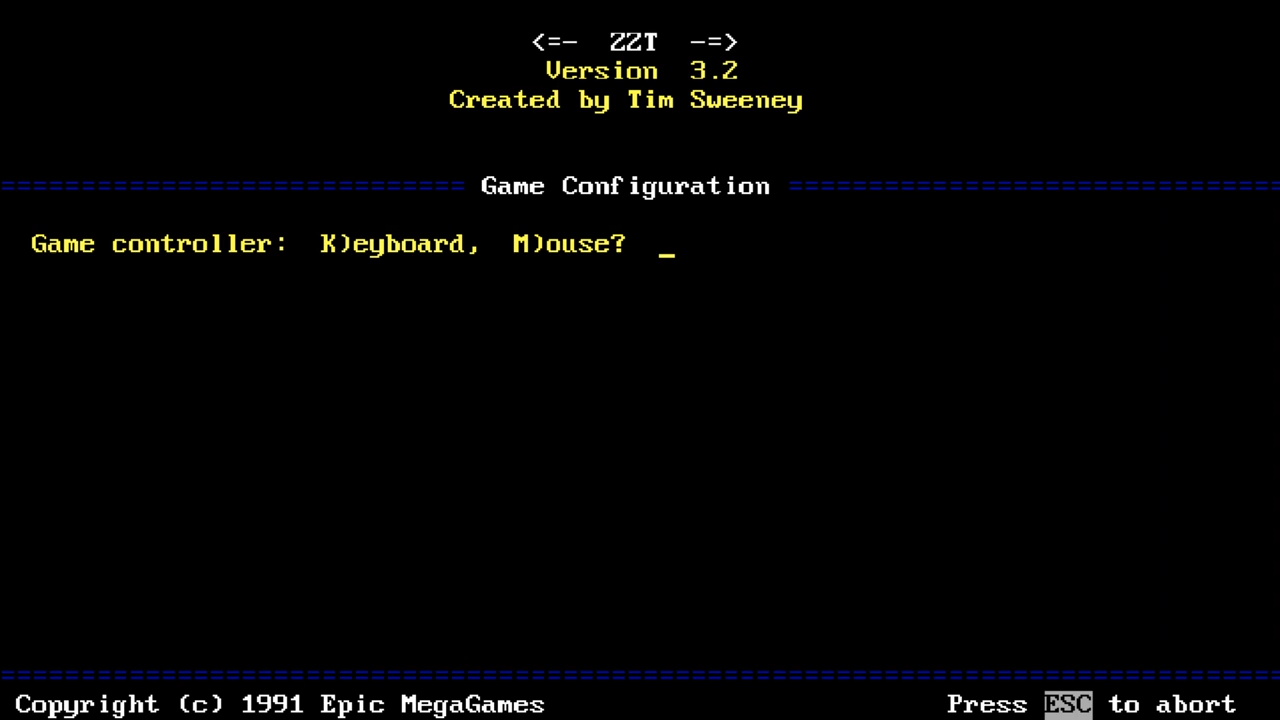 <=-  ZZT  -=>
Version  3.2
Created by Tim Sweeney
============================= Game Configuration ===============================
Game controller:  K)eyboard,  M)ouse?  _
================================================================================
Copyright (c) 1991 Epic MegaGames                         Press ESC to abort